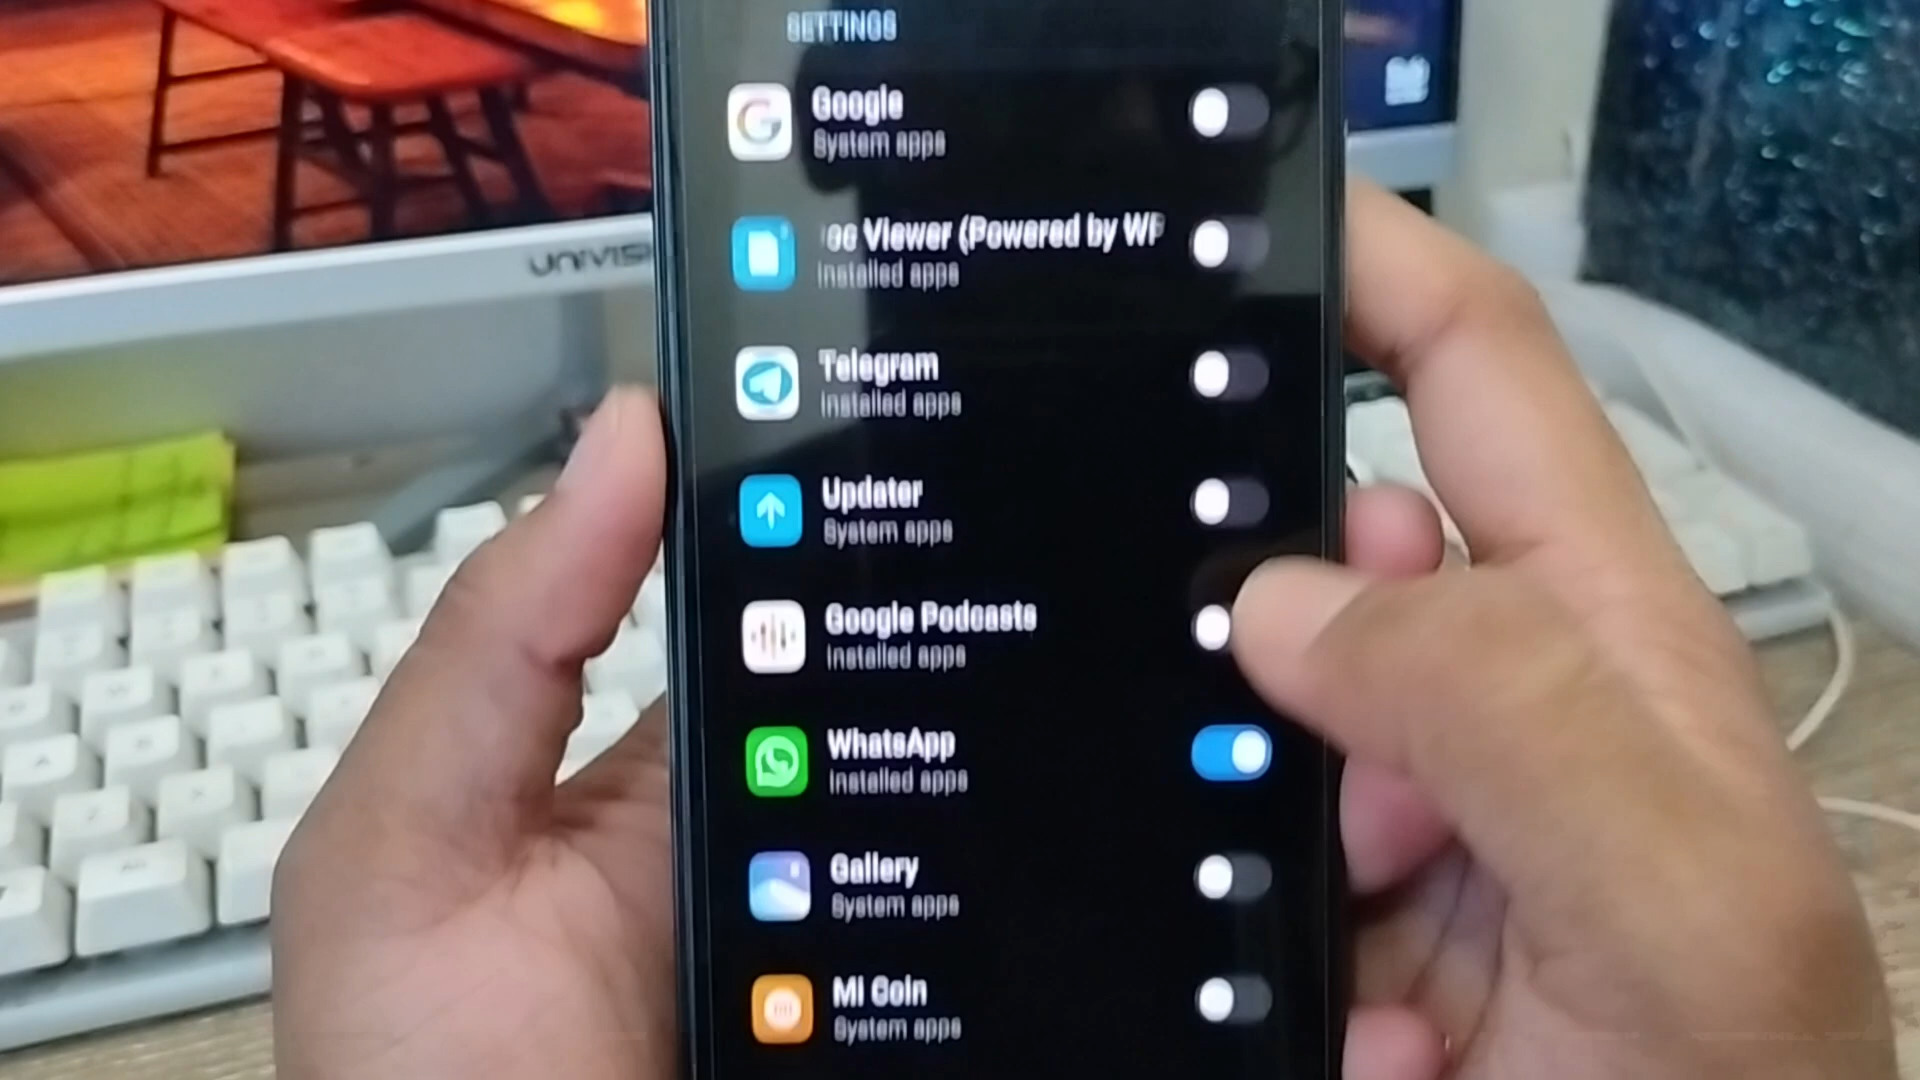 SETTINGS
Google
System apps
Viewer (Powered by WP
Installed apps
Telegram
Installed apps
Updater
System apps
Google Podcasts
Installed apps
WhatsApp
Installed apps
Gallery
System apps
Mi Coin
System apps
UNIVIS